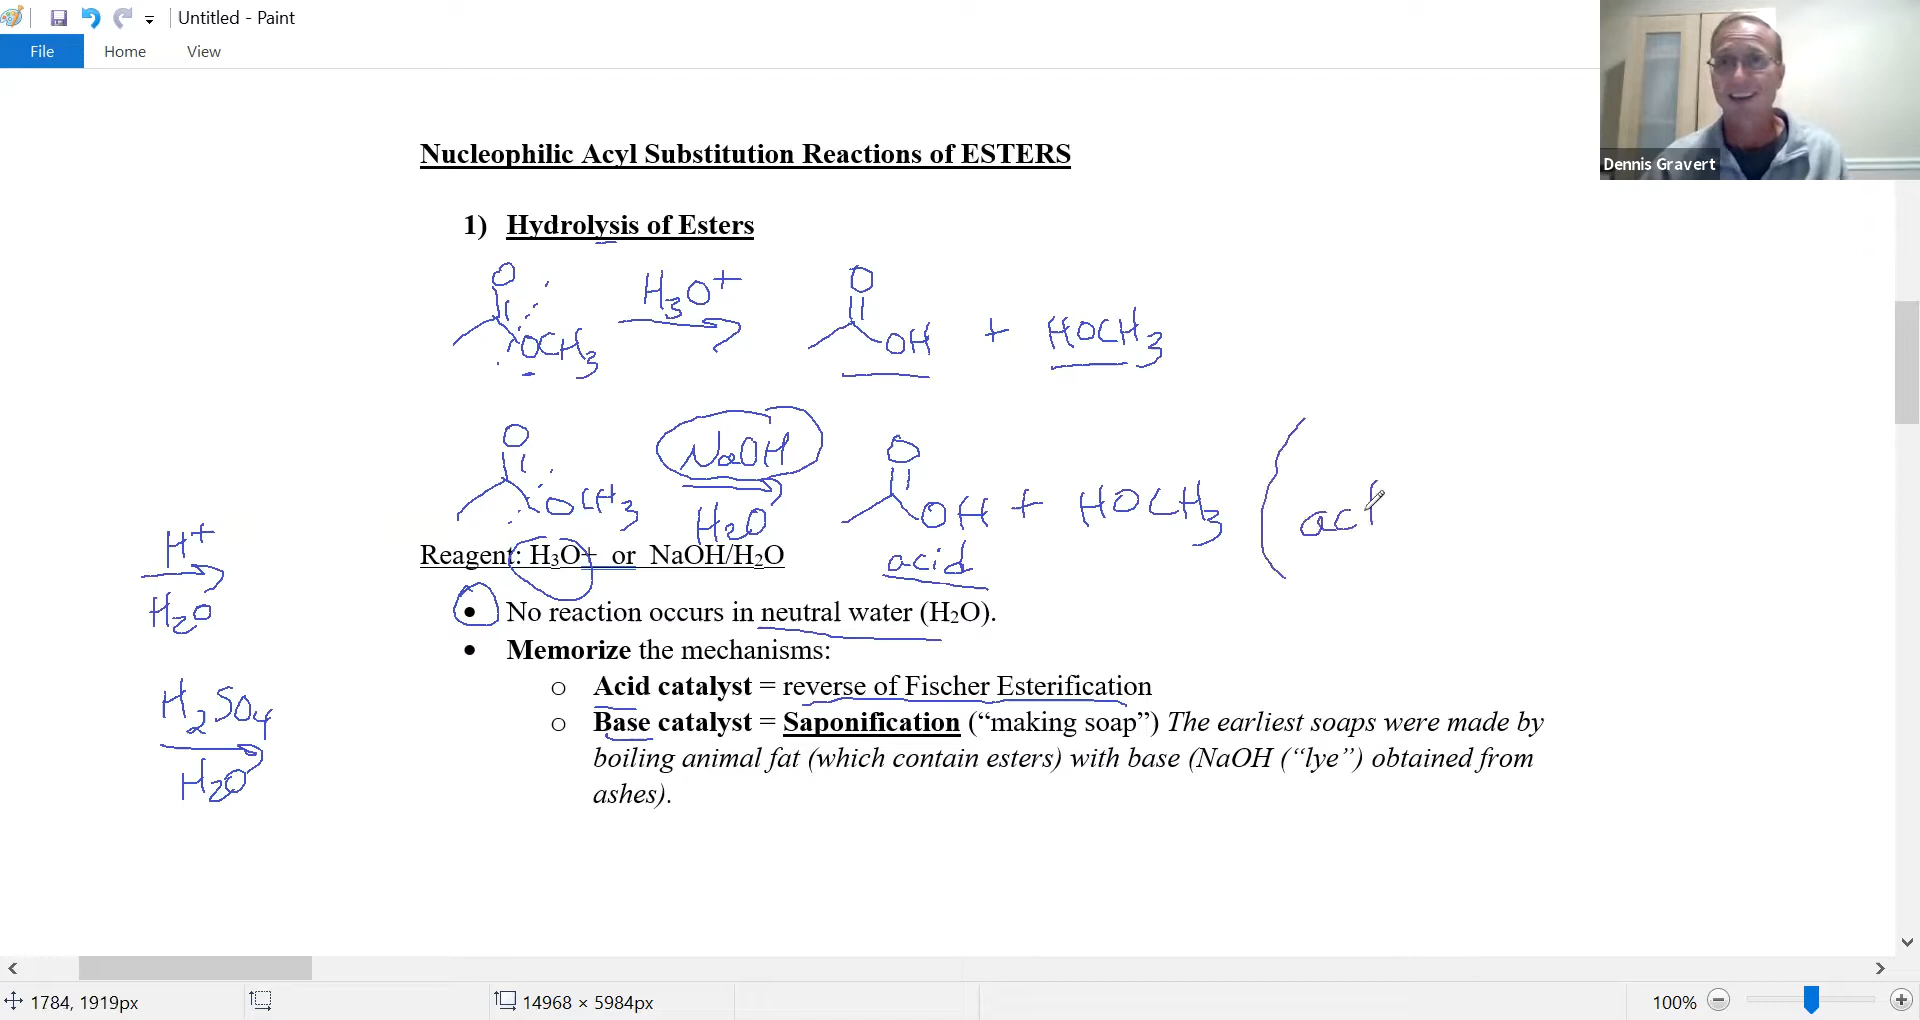 Untitled - Paint
File Home View
Dennis Gravert
Nucleophilic Acyl Substitution Reactions of ESTERS
1) Hydrolysis of Esters
O H₃O+ O
OCH₃ OH + HOCH₃
O NaOH O
OCH₃ H₂O OH + HOCH₃ ( act
acid
H+
H₂O
H₂SO₄
H₂O
Reagent: H₃O+ or NaOH/H₂O
• No reaction occurs in neutral water (H₂O).
• Memorize the mechanisms:
o Acid catalyst = reverse of Fischer Esterification
o Base catalyst = Saponification (“making soap”) The earliest soaps were made by
boiling animal fat (which contain esters) with base (NaOH (“lye”) obtained from
ashes).
1784, 1919px 14968 × 5984px 100%